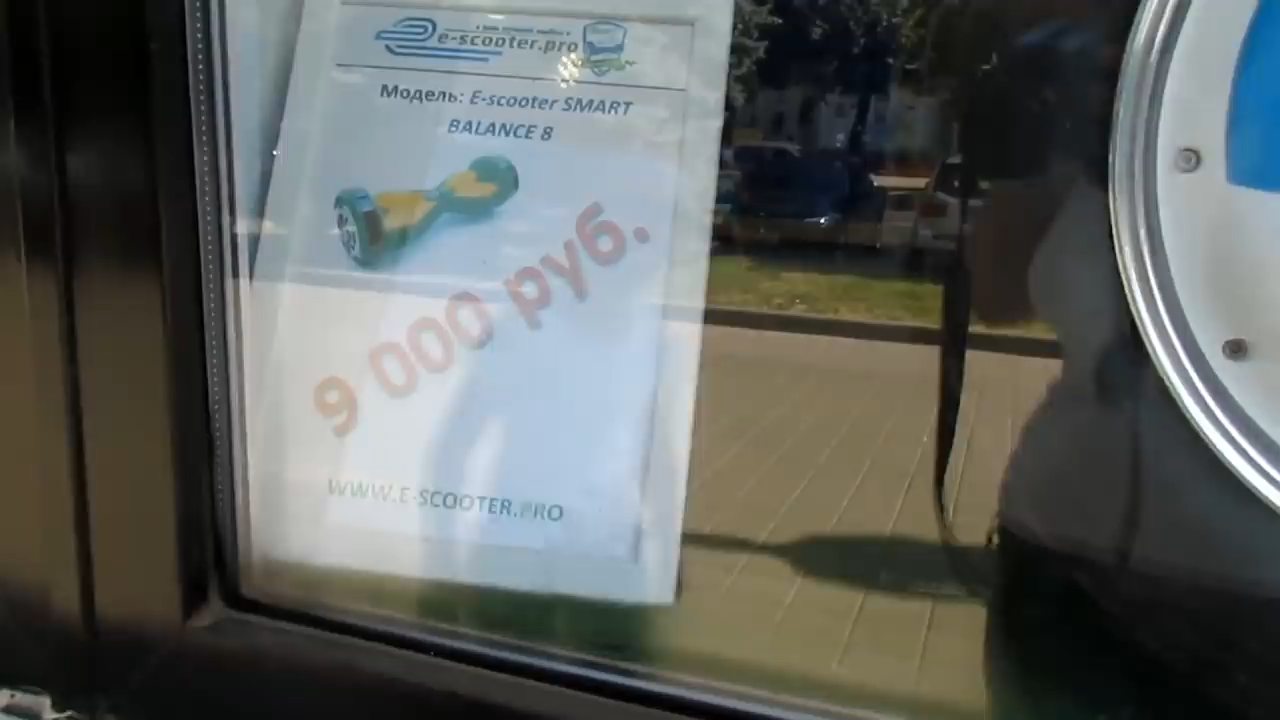 e-scooter.pro
Модель: E-scooter SMART
BALANCE 8
9 000 руб.
WWW.E-SCOOTER.PRO